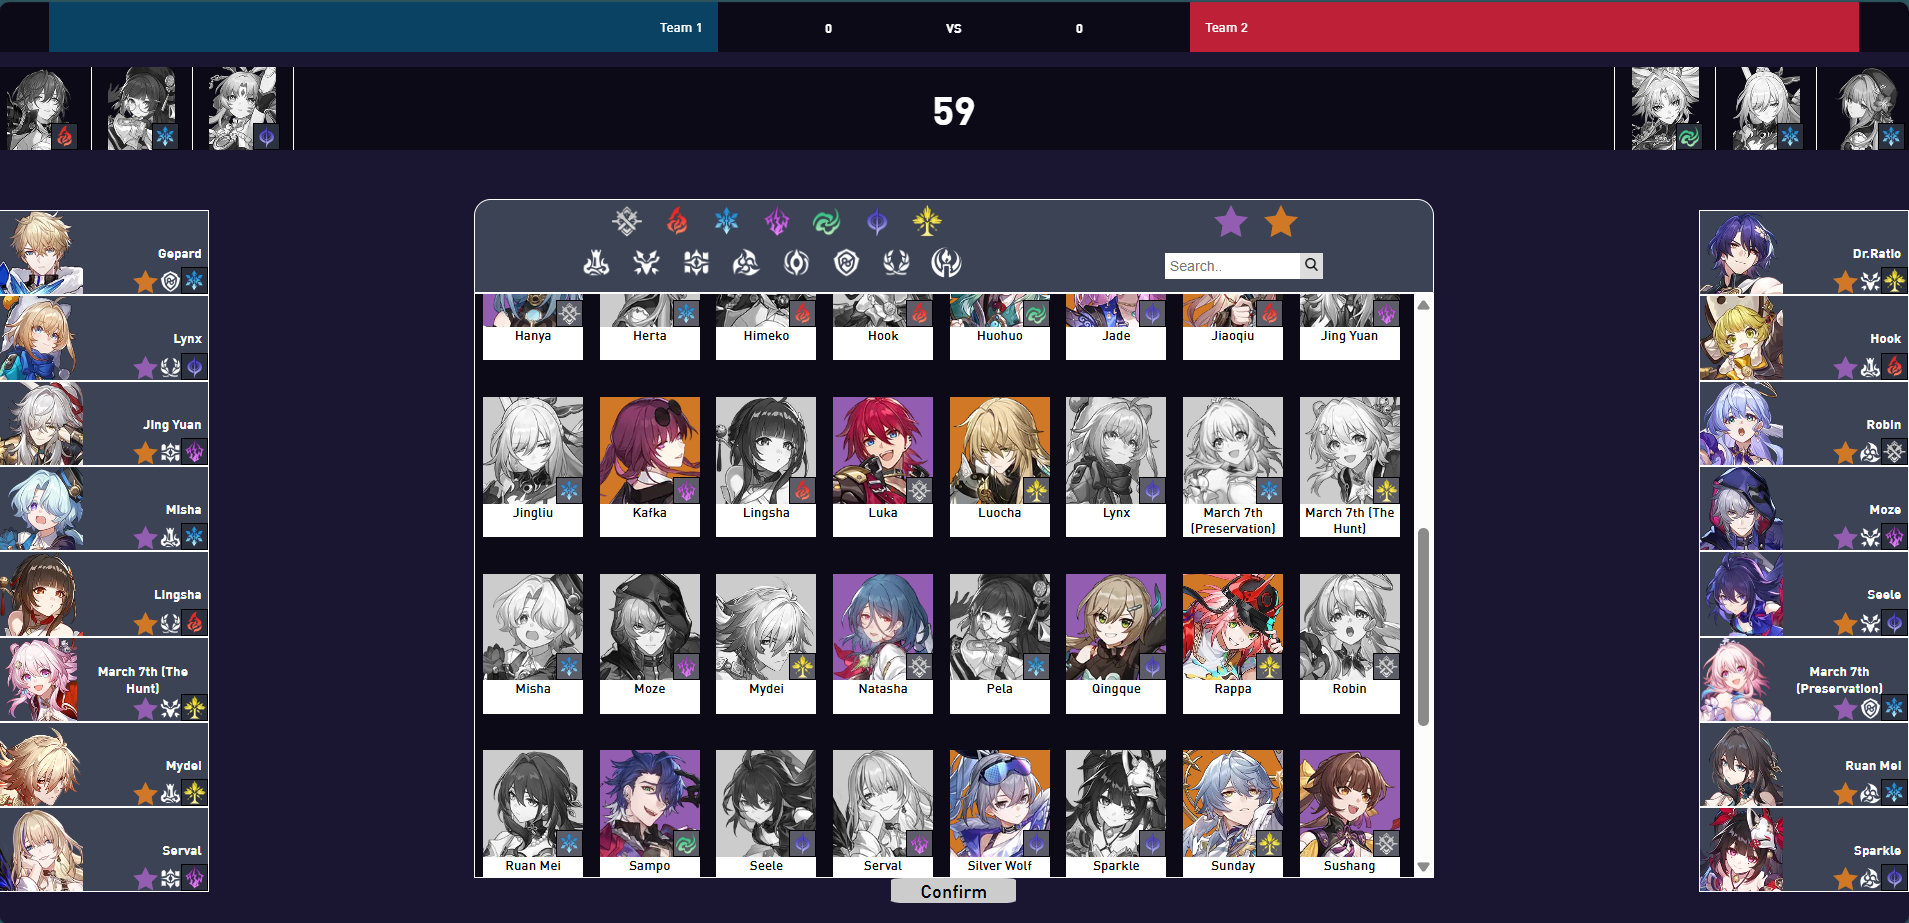 Team 1
0
VS
0
Team 2
59
Gepard
Lynx
Jing Yuan
Misha
Lingsha
March 7th (The
Hunt)
Mydei
Serval
Search..
Hanya
Herta
Himeko
Hook
Huohuo
Jade
Jiaoqiu
Jing Yuan
Jingliu
Kafka
Lingsha
Luka
Luocha
Lynx
March 7th
(Preservation)
March 7th (The
Hunt)
Misha
Moze
Mydei
Natasha
Pela
Qingque
Rappa
Robin
Ruan Mei
Sampo
Seele
Serval
Silver Wolf
Sparkle
Sunday
Sushang
Confirm
Dr.Ratio
Hook
Robin
Moze
Seele
March 7th
(Preservation)
Ruan Mei
Sparkle